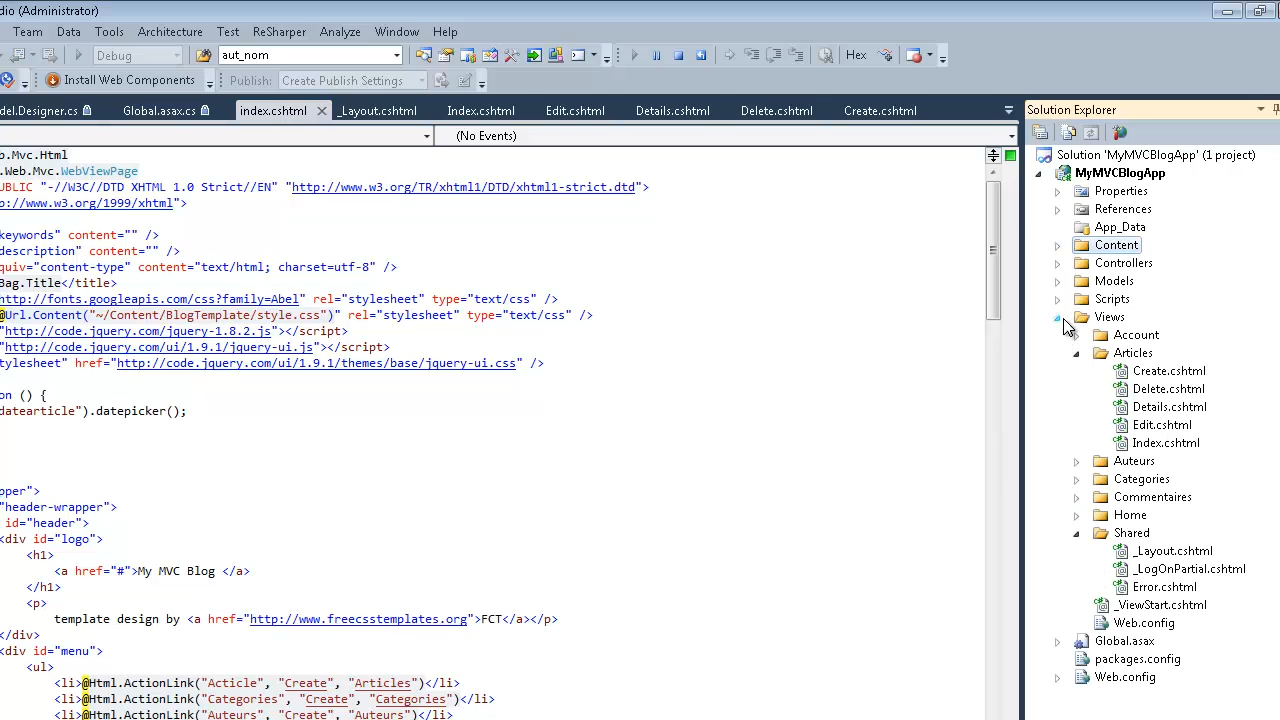 dio (Administrator)
Team Data Tools Architecture Test ReSharper Analyze Window Help
Debug aut_nom Hex
Install Web Components Publish: Create Publish Settings
del.Designer.cs Global.asax.cs index.cshtml _Layout.cshtml Index.cshtml Edit.cshtml Details.cshtml Delete.cshtml Create.cshtml
(No Events)
b.Mvc.Html
.Web.Mvc.WebViewPage
PUBLIC "-//W3C//DTD XHTML 1.0 Strict//EN" "http://www.w3.org/TR/xhtml1/DTD/xhtml1-strict.dtd">
p://www.w3.org/1999/xhtml">
keywords" content="" />
description" content="" />
quiv="content-type" content="text/html; charset=utf-8" />
Bag.Title</title>
http://fonts.googleapis.com/css?family=Abel" rel="stylesheet" type="text/css" />
@Url.Content("~/Content/BlogTemplate/style.css")" rel="stylesheet" type="text/css" />
"http://code.jquery.com/jquery-1.8.2.js"></script>
"http://code.jquery.com/ui/1.9.1/jquery-ui.js"></script>
tylesheet" href="http://code.jquery.com/ui/1.9.1/themes/base/jquery-ui.css" />
on () {
datearticle").datepicker();
pper">
"header-wrapper">
id="header">
<div id="logo">
<h1>
<a href="#">My MVC Blog </a>
</h1>
<p>
template design by <a href="http://www.freecsstemplates.org">FCT</a></p>
</div>
<div id="menu">
<ul>
<li>@Html.ActionLink("Acticle", "Create", "Articles")</li>
<li>@Html.ActionLink("Categories", "Create", "Categories")</li>
<li>@Html.ActionLink("Auteurs", "Create", "Auteurs")</li>
Solution Explorer
Solution 'MyMVCBlogApp' (1 project)
MyMVCBlogApp
Properties
References
App_Data
Content
Controllers
Models
Scripts
Views
Account
Articles
Create.cshtml
Delete.cshtml
Details.cshtml
Edit.cshtml
Index.cshtml
Auteurs
Categories
Commentaires
Home
Shared
_Layout.cshtml
_LogOnPartial.cshtml
Error.cshtml
_ViewStart.cshtml
Web.config
Global.asax
packages.config
Web.config